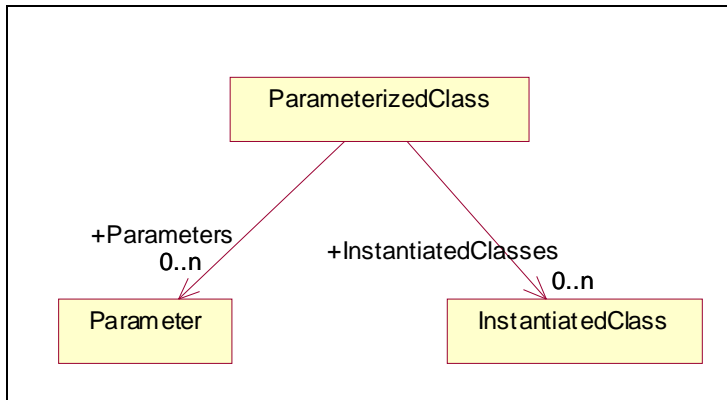 ParameterizedClass
+Parameters
0..n
+InstantiatedClasses
0..n
Parameter
InstantiatedClass